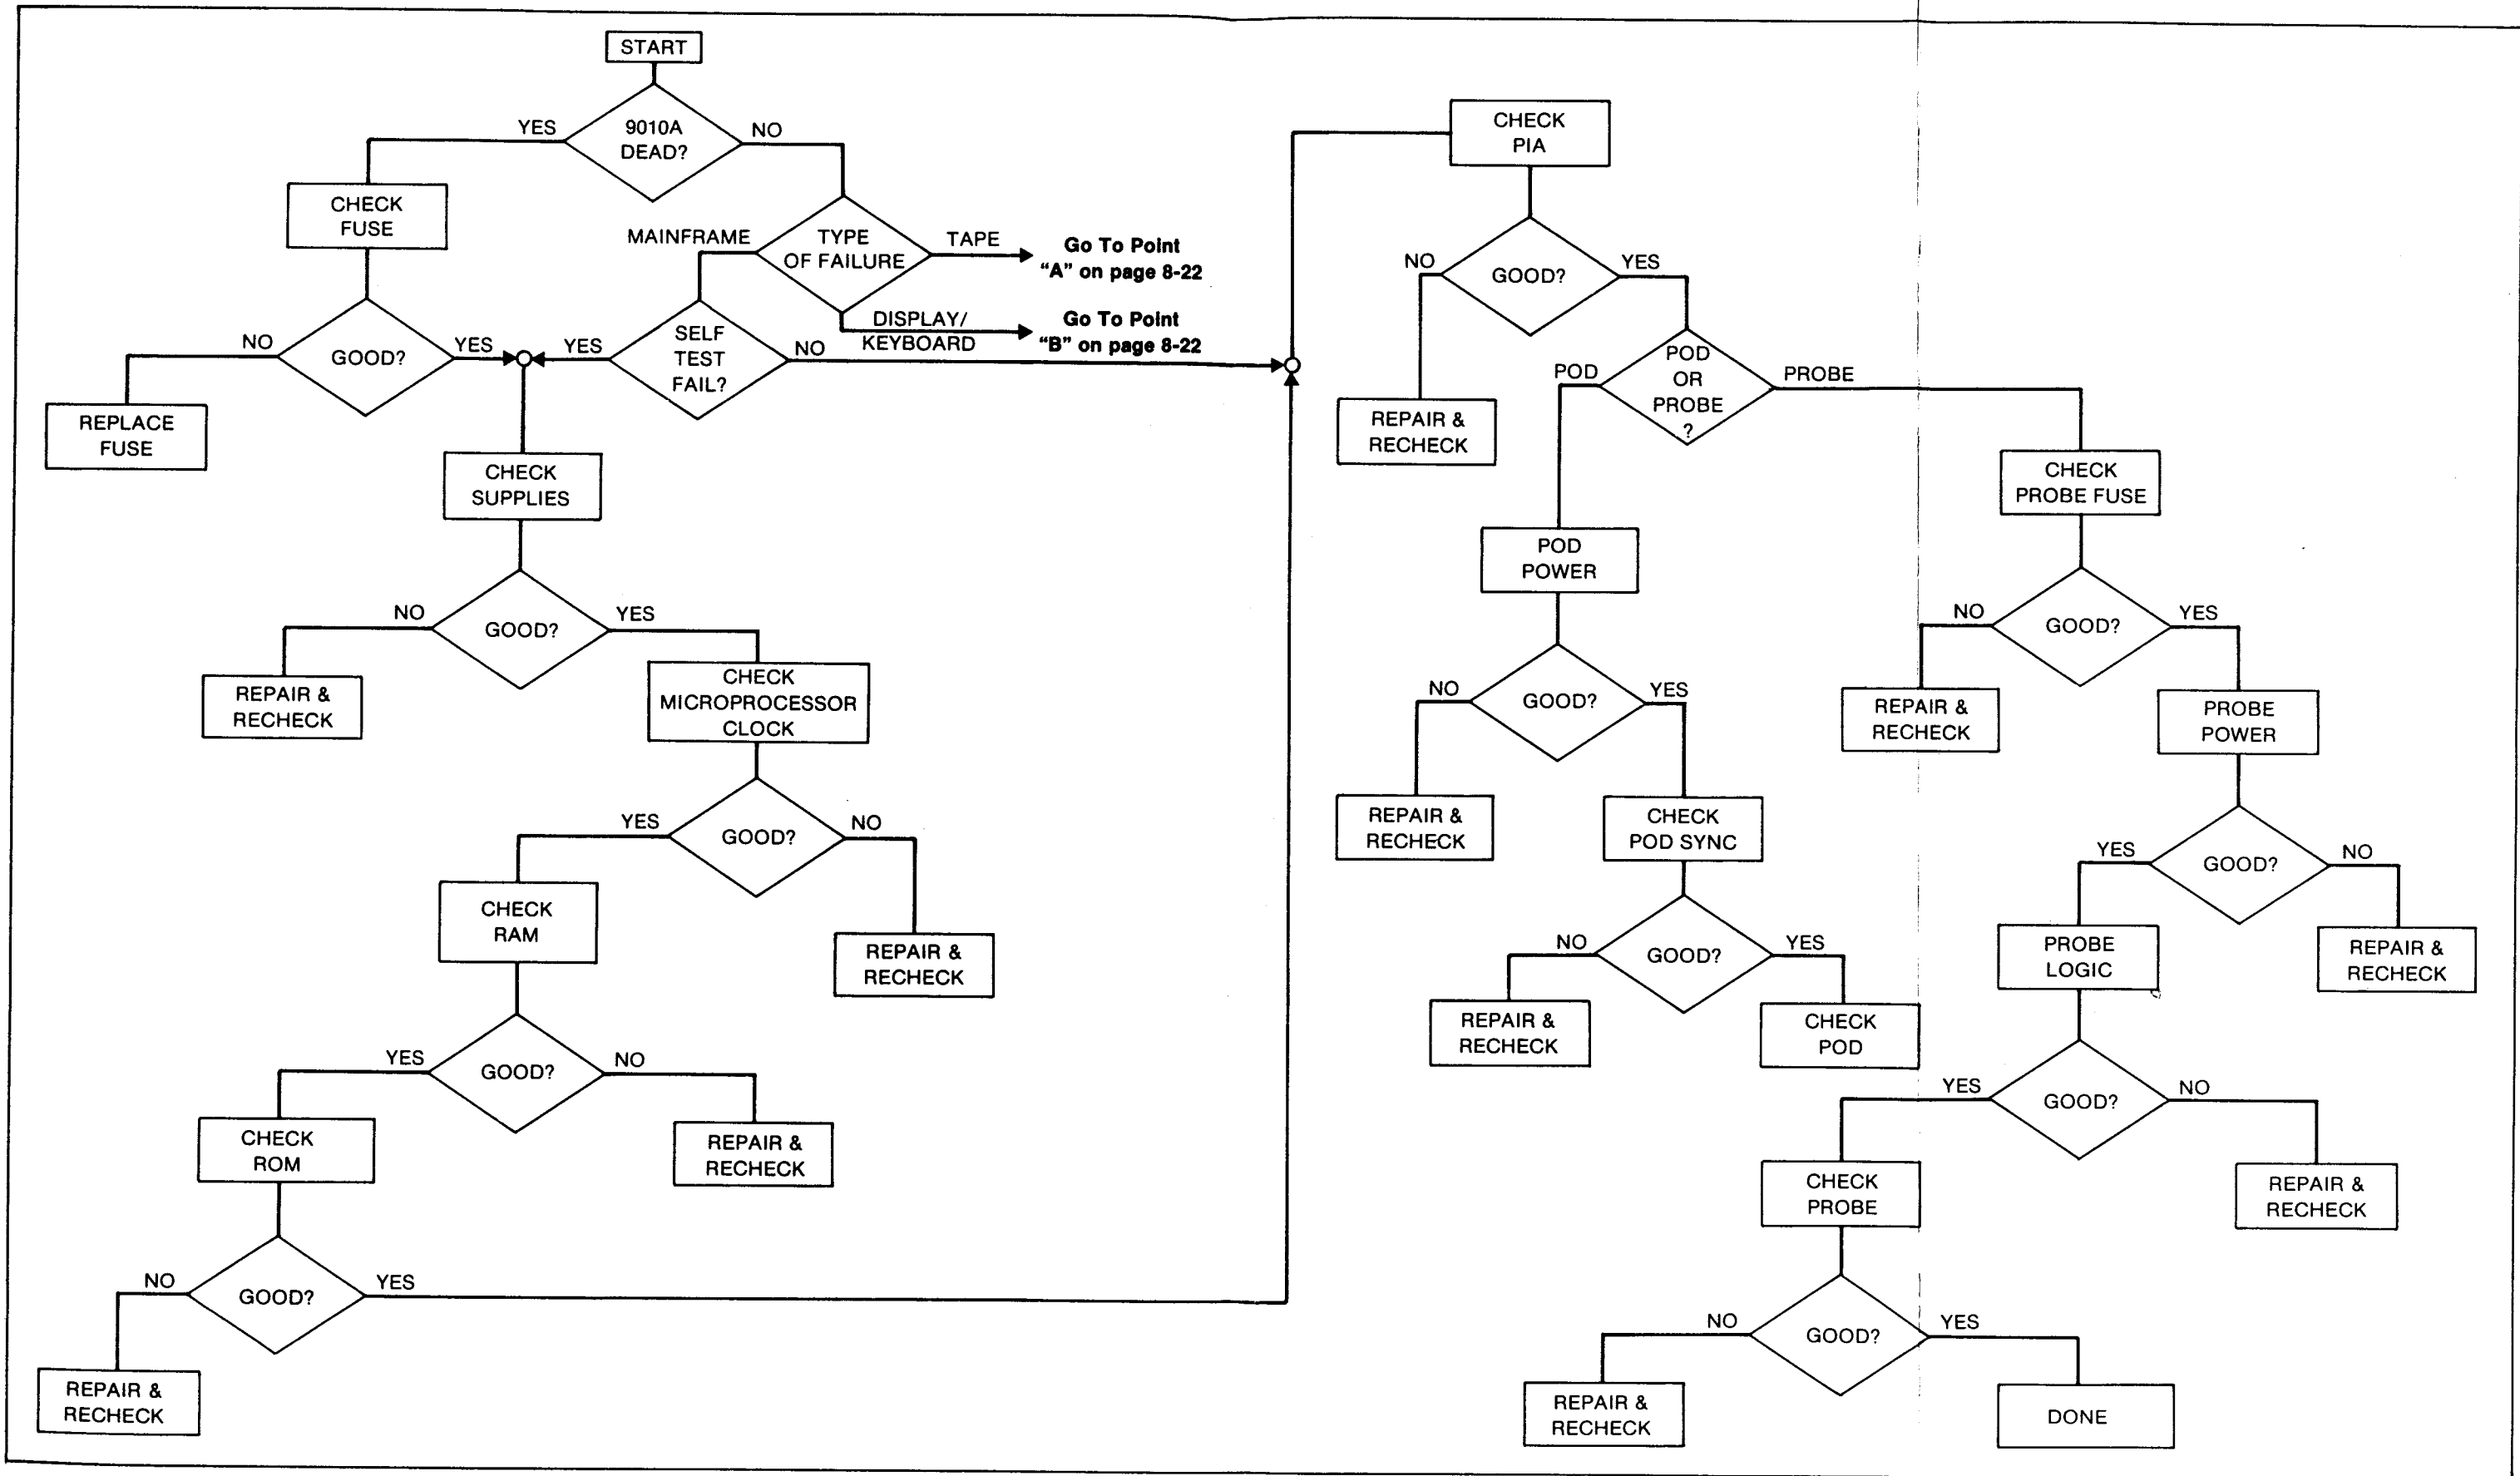 START
9010A
DEAD?
YES
NO
CHECK
FUSE
TYPE
OF FAILURE
MAINFRAME
TAPE
Go To Point
“A” on page 8-22
DISPLAY/
KEYBOARD
Go To Point
“B” on page 8-22
GOOD?
NO
YES
SELF
TEST
FAIL?
YES
NO
REPLACE
FUSE
CHECK
SUPPLIES
GOOD?
NO
YES
REPAIR &
RECHECK
CHECK
MICROPROCESSOR
CLOCK
GOOD?
YES
NO
CHECK
RAM
REPAIR &
RECHECK
GOOD?
YES
NO
CHECK
ROM
REPAIR &
RECHECK
GOOD?
NO
YES
REPAIR &
RECHECK
CHECK
PIA
GOOD?
NO
YES
REPAIR &
RECHECK
POD
OR
PROBE
?
POD
PROBE
POD
POWER
GOOD?
NO
YES
REPAIR &
RECHECK
CHECK
POD SYNC
GOOD?
NO
YES
REPAIR &
RECHECK
CHECK
POD
CHECK
PROBE FUSE
GOOD?
NO
YES
REPAIR &
RECHECK
PROBE
POWER
GOOD?
YES
NO
PROBE
LOGIC
REPAIR &
RECHECK
GOOD?
YES
NO
CHECK
PROBE
REPAIR &
RECHECK
GOOD?
NO
YES
REPAIR &
RECHECK
DONE